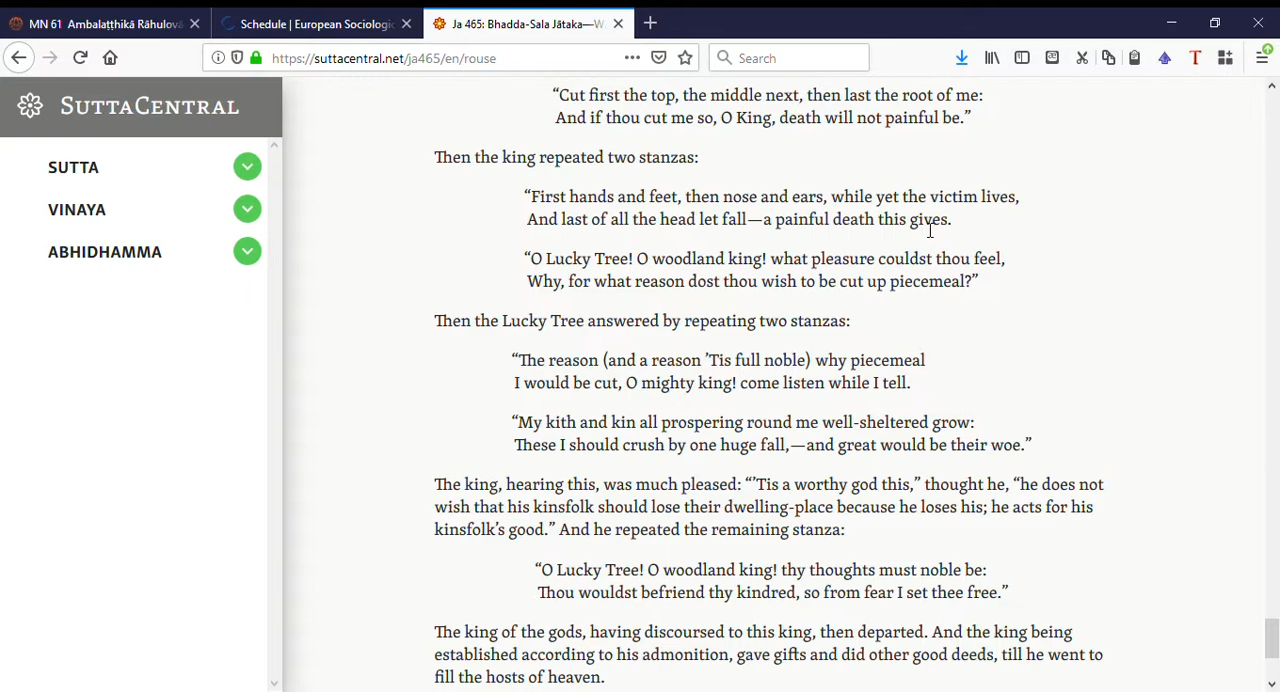 MN 61 Ambalaṭṭhikā Rāhulov
Schedule | European Sociologic
Ja 465: Bhadda-Sala Jātaka—W
https://suttacentral.net/ja465/en/rouse
Search
SUTTACENTRAL
SUTTA
VINAYA
ABHIDHAMMA
“Cut first the top, the middle next, then last the root of me:
And if thou cut me so, O King, death will not painful be.”
Then the king repeated two stanzas:
“First hands and feet, then nose and ears, while yet the victim lives,
And last of all the head let fall—a painful death this gives.
“O Lucky Tree! O woodland king! what pleasure couldst thou feel,
Why, for what reason dost thou wish to be cut up piecemeal?”
Then the Lucky Tree answered by repeating two stanzas:
“The reason (and a reason ’Tis full noble) why piecemeal
I would be cut, O mighty king! come listen while I tell.
“My kith and kin all prospering round me well-sheltered grow:
These I should crush by one huge fall,—and great would be their woe.”
The king, hearing this, was much pleased: “’Tis a worthy god this,” thought he, “he does not
wish that his kinsfolk should lose their dwelling-place because he loses his; he acts for his
kinsfolk’s good.” And he repeated the remaining stanza:
“O Lucky Tree! O woodland king! thy thoughts must noble be:
Thou wouldst befriend thy kindred, so from fear I set thee free.”
The king of the gods, having discoursed to this king, then departed. And the king being
established according to his admonition, gave gifts and did other good deeds, till he went to
fill the hosts of heaven.